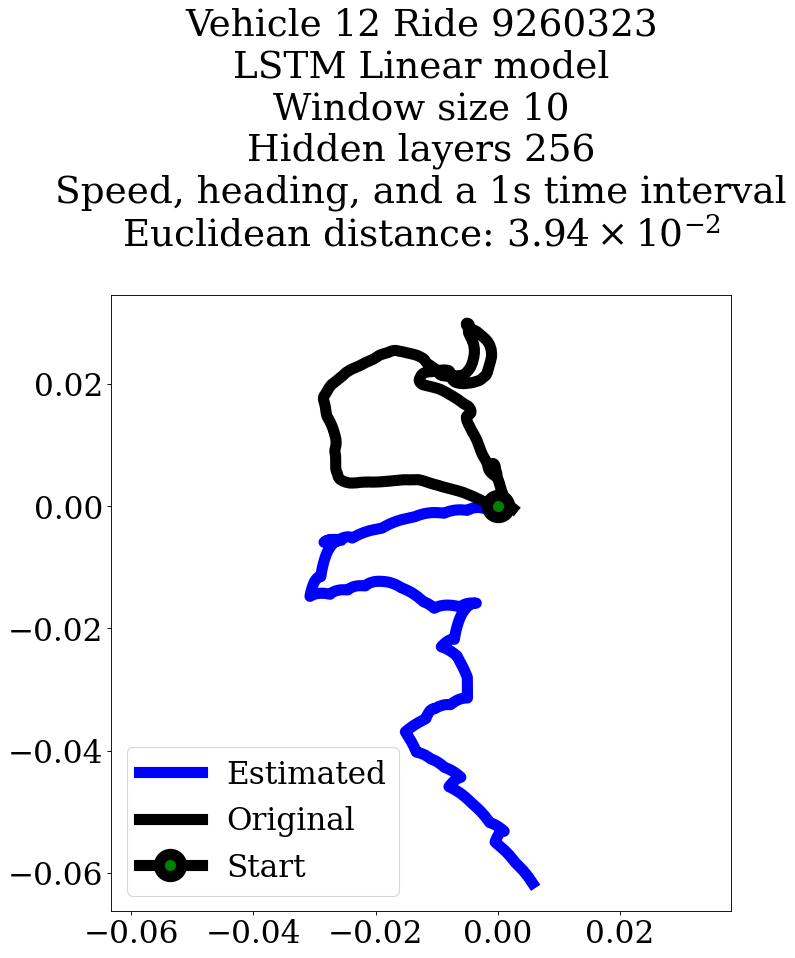 Vehicle 12 Ride 9260323
LSTM Linear model
Window size 10
Hidden layers 256
Speed, heading, and a 1s time interval
Euclidean distance: 3.94 × 10⁻²
0.02
0.00
−0.02
−0.04
−0.06
Estimated
Original
Start
−0.06 −0.04 −0.02 0.00 0.02